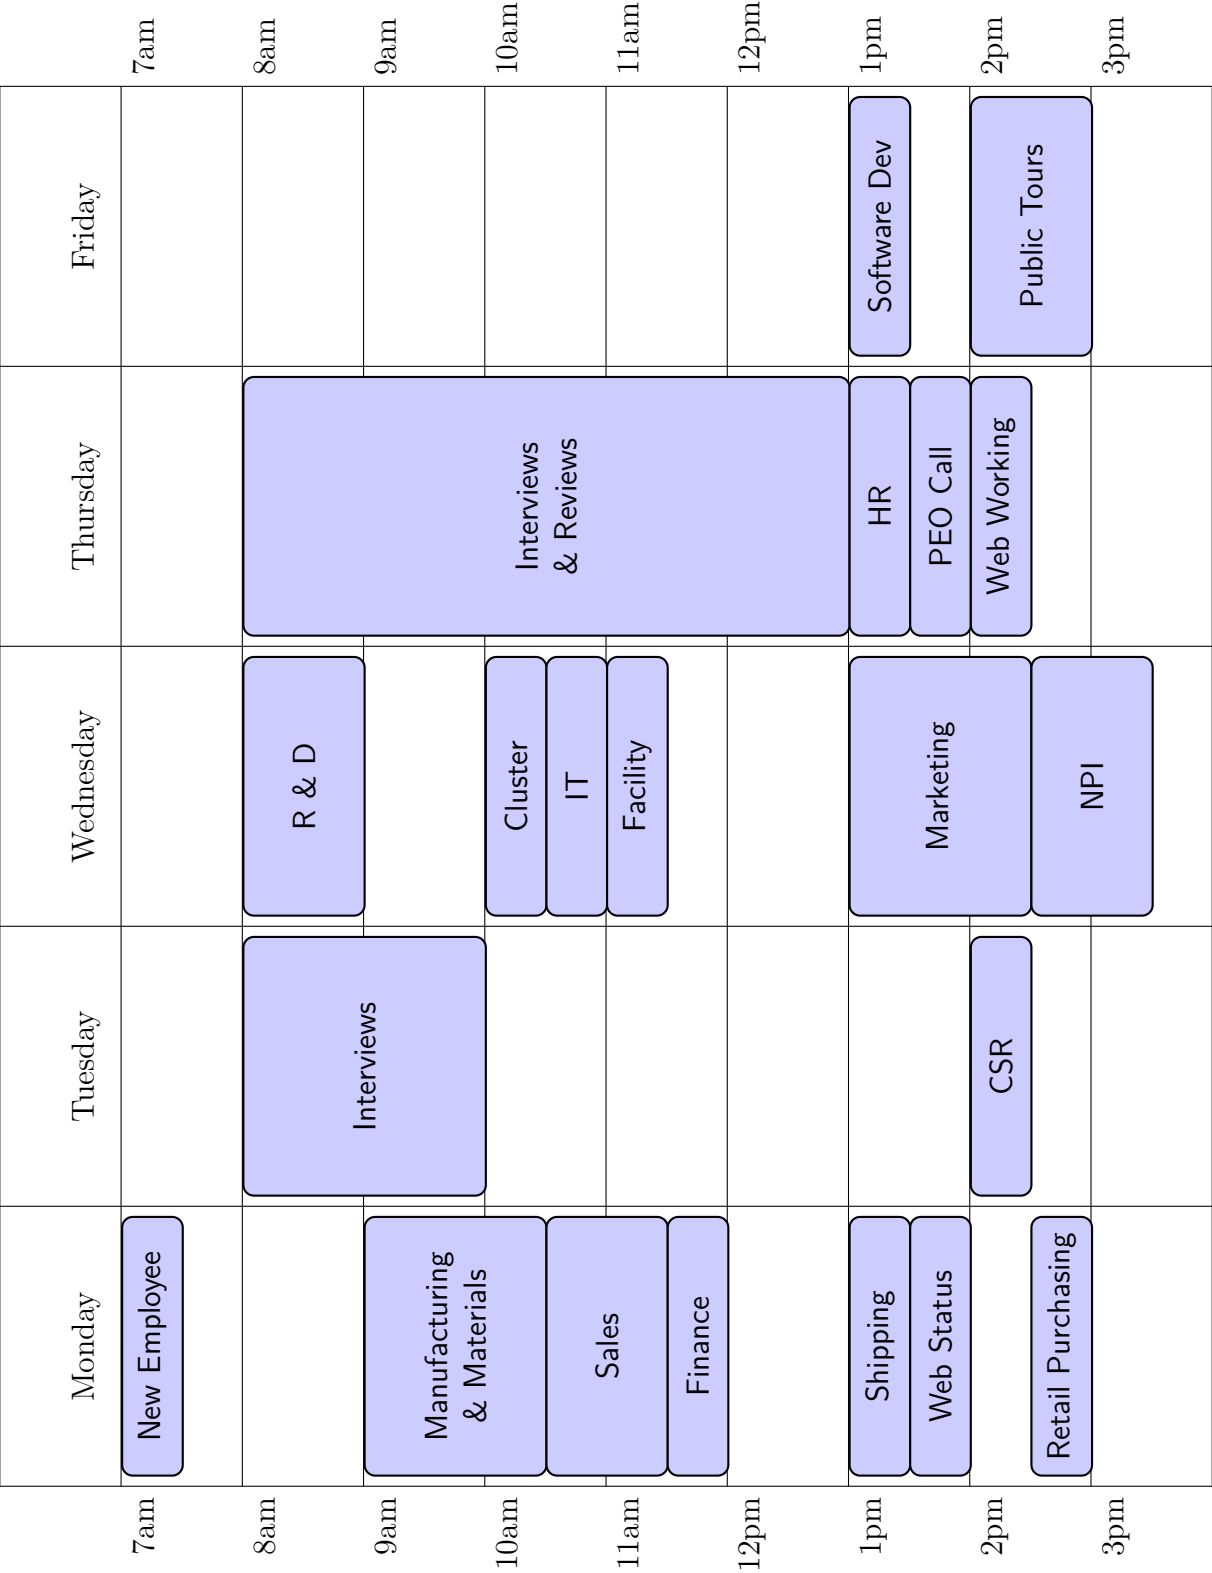 Monday
Tuesday
Wednesday
Thursday
Friday
7am
7am
8am
8am
9am
9am
10am
10am
11am
11am
12pm
12pm
1pm
1pm
2pm
2pm
3pm
3pm
New Employee
Manufacturing
& Materials
Sales
Finance
Shipping
Web Status
Retail Purchasing
Interviews
CSR
R & D
Cluster
IT
Facility
Marketing
NPI
Interviews
& Reviews
HR
PEO Call
Web Working
Software Dev
Public Tours